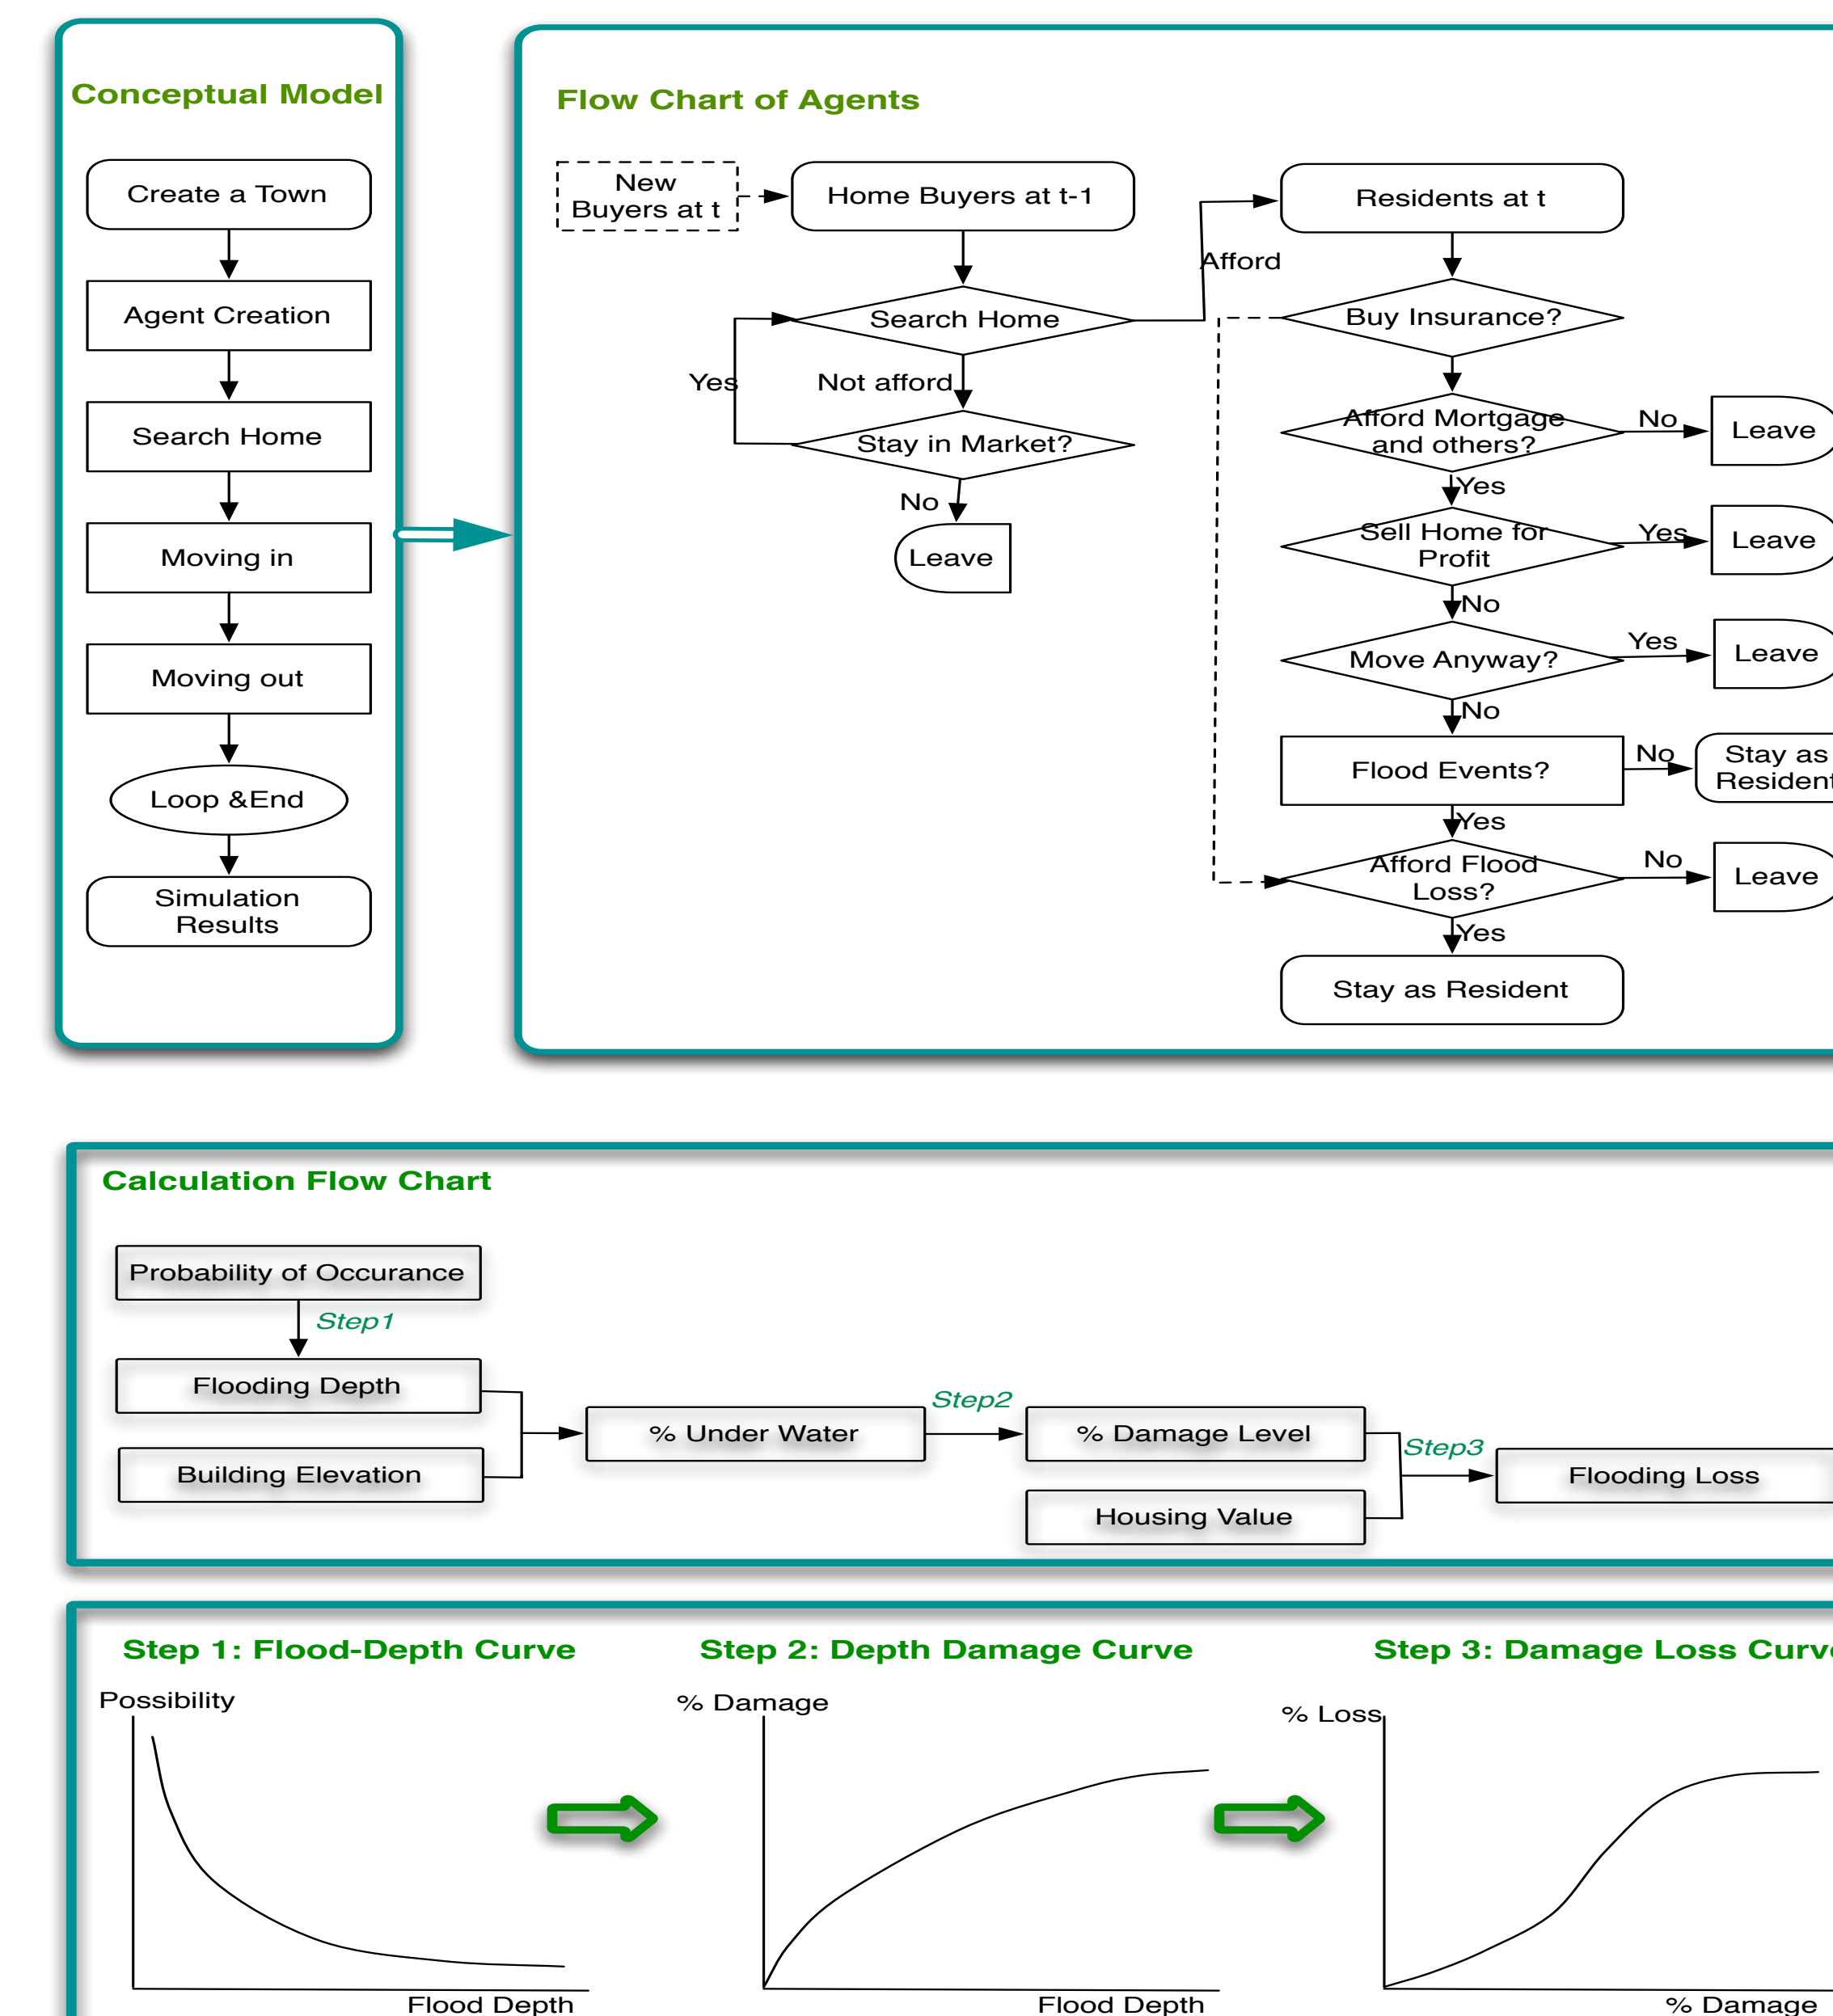 Conceptual Model
Create a Town
Agent Creation
Search Home
Moving in
Moving out
Loop &End
Simulation
Results
Flow Chart of Agents
New
Buyers at t
Home Buyers at t-1
Search Home
Afford
Yes
Not afford
Stay in Market?
No
Leave
Residents at t
Buy Insurance?
Afford Mortgage
and others?
No
Leave
Yes
Sell Home for
Profit
Yes
Leave
No
Move Anyway?
Yes
Leave
No
Flood Events?
No
Stay as
Resident
Yes
Afford Flood
Loss?
No
Leave
Yes
Stay as Resident
Calculation Flow Chart
Probability of Occurance
Step1
Flooding Depth
Building Elevation
% Under Water
Step2
% Damage Level
Housing Value
Step3
Flooding Loss
Step 1: Flood-Depth Curve
Possibility
Flood Depth
Step 2: Depth Damage Curve
% Damage
Flood Depth
Step 3: Damage Loss Curve
% Loss
% Damage